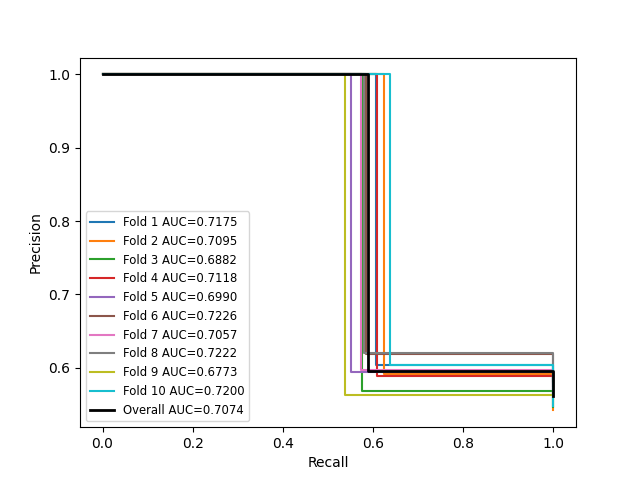 1.0
0.9
0.8
0.7
0.6
Precision
Fold 1 AUC=0.7175
Fold 2 AUC=0.7095
Fold 3 AUC=0.6882
Fold 4 AUC=0.7118
Fold 5 AUC=0.6990
Fold 6 AUC=0.7226
Fold 7 AUC=0.7057
Fold 8 AUC=0.7222
Fold 9 AUC=0.6773
Fold 10 AUC=0.7200
Overall AUC=0.7074
0.0 0.2 0.4 0.6 0.8 1.0
Recall